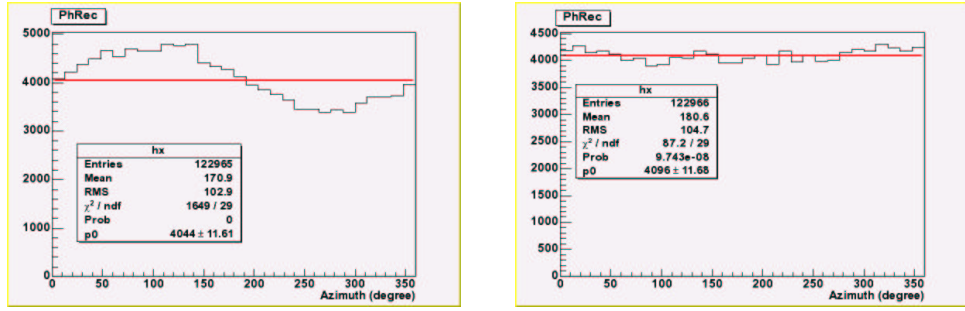 PhRec
5000
4000
3000
2000
1000
0
hx
Entries 122965
Mean 170.9
RMS 102.9
χ² / ndf 1649 / 29
Prob 0
p0 4044 ± 11.61
0 50 100 150 200 250 300 350
Azimuth (degree)
PhRec
4500
4000
3500
3000
2500
2000
1500
1000
500
0
hx
Entries 122966
Mean 180.6
RMS 104.7
χ² / ndf 87.2 / 29
Prob 9.743e-08
p0 4096 ± 11.68
0 50 100 150 200 250 300 350
Azimuth (degree)